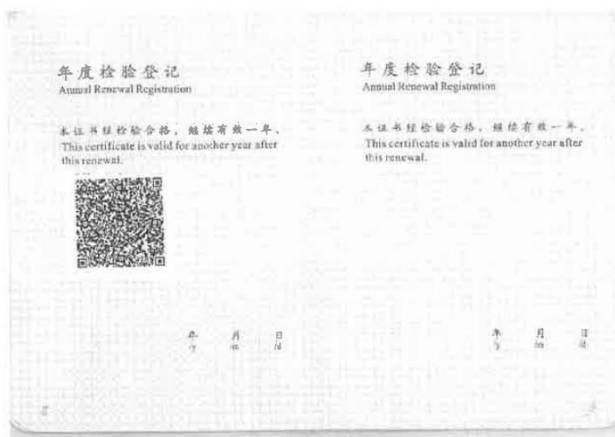 年度检验登记
Annual Renewal Registration
本证书经检验合格，继续有效一年。
This certificate is valid for another year after
this renewal.
年 月 日
/y /m /d
年度检验登记
Annual Renewal Registration
本证书经检验合格，继续有效一年。
This certificate is valid for another year after
this renewal.
年 月 日
/y /m /d